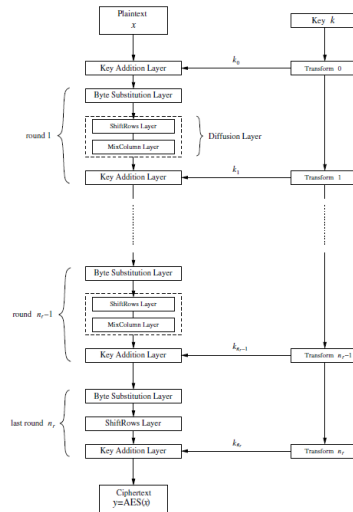 Plaintext
x
Key k
k₀
Key Addition Layer
Transform 0
Byte Substitution Layer
round 1
ShiftRows Layer
Diffusion Layer
MixColumn Layer
k₁
Key Addition Layer
Transform 1
Byte Substitution Layer
ShiftRows Layer
round nᵣ−1
MixColumn Layer
kₙᵣ₋₁
Key Addition Layer
Transform nᵣ−1
Byte Substitution Layer
last round nᵣ
ShiftRows Layer
kₙᵣ
Key Addition Layer
Transform nᵣ
Ciphertext
y=AES(x)